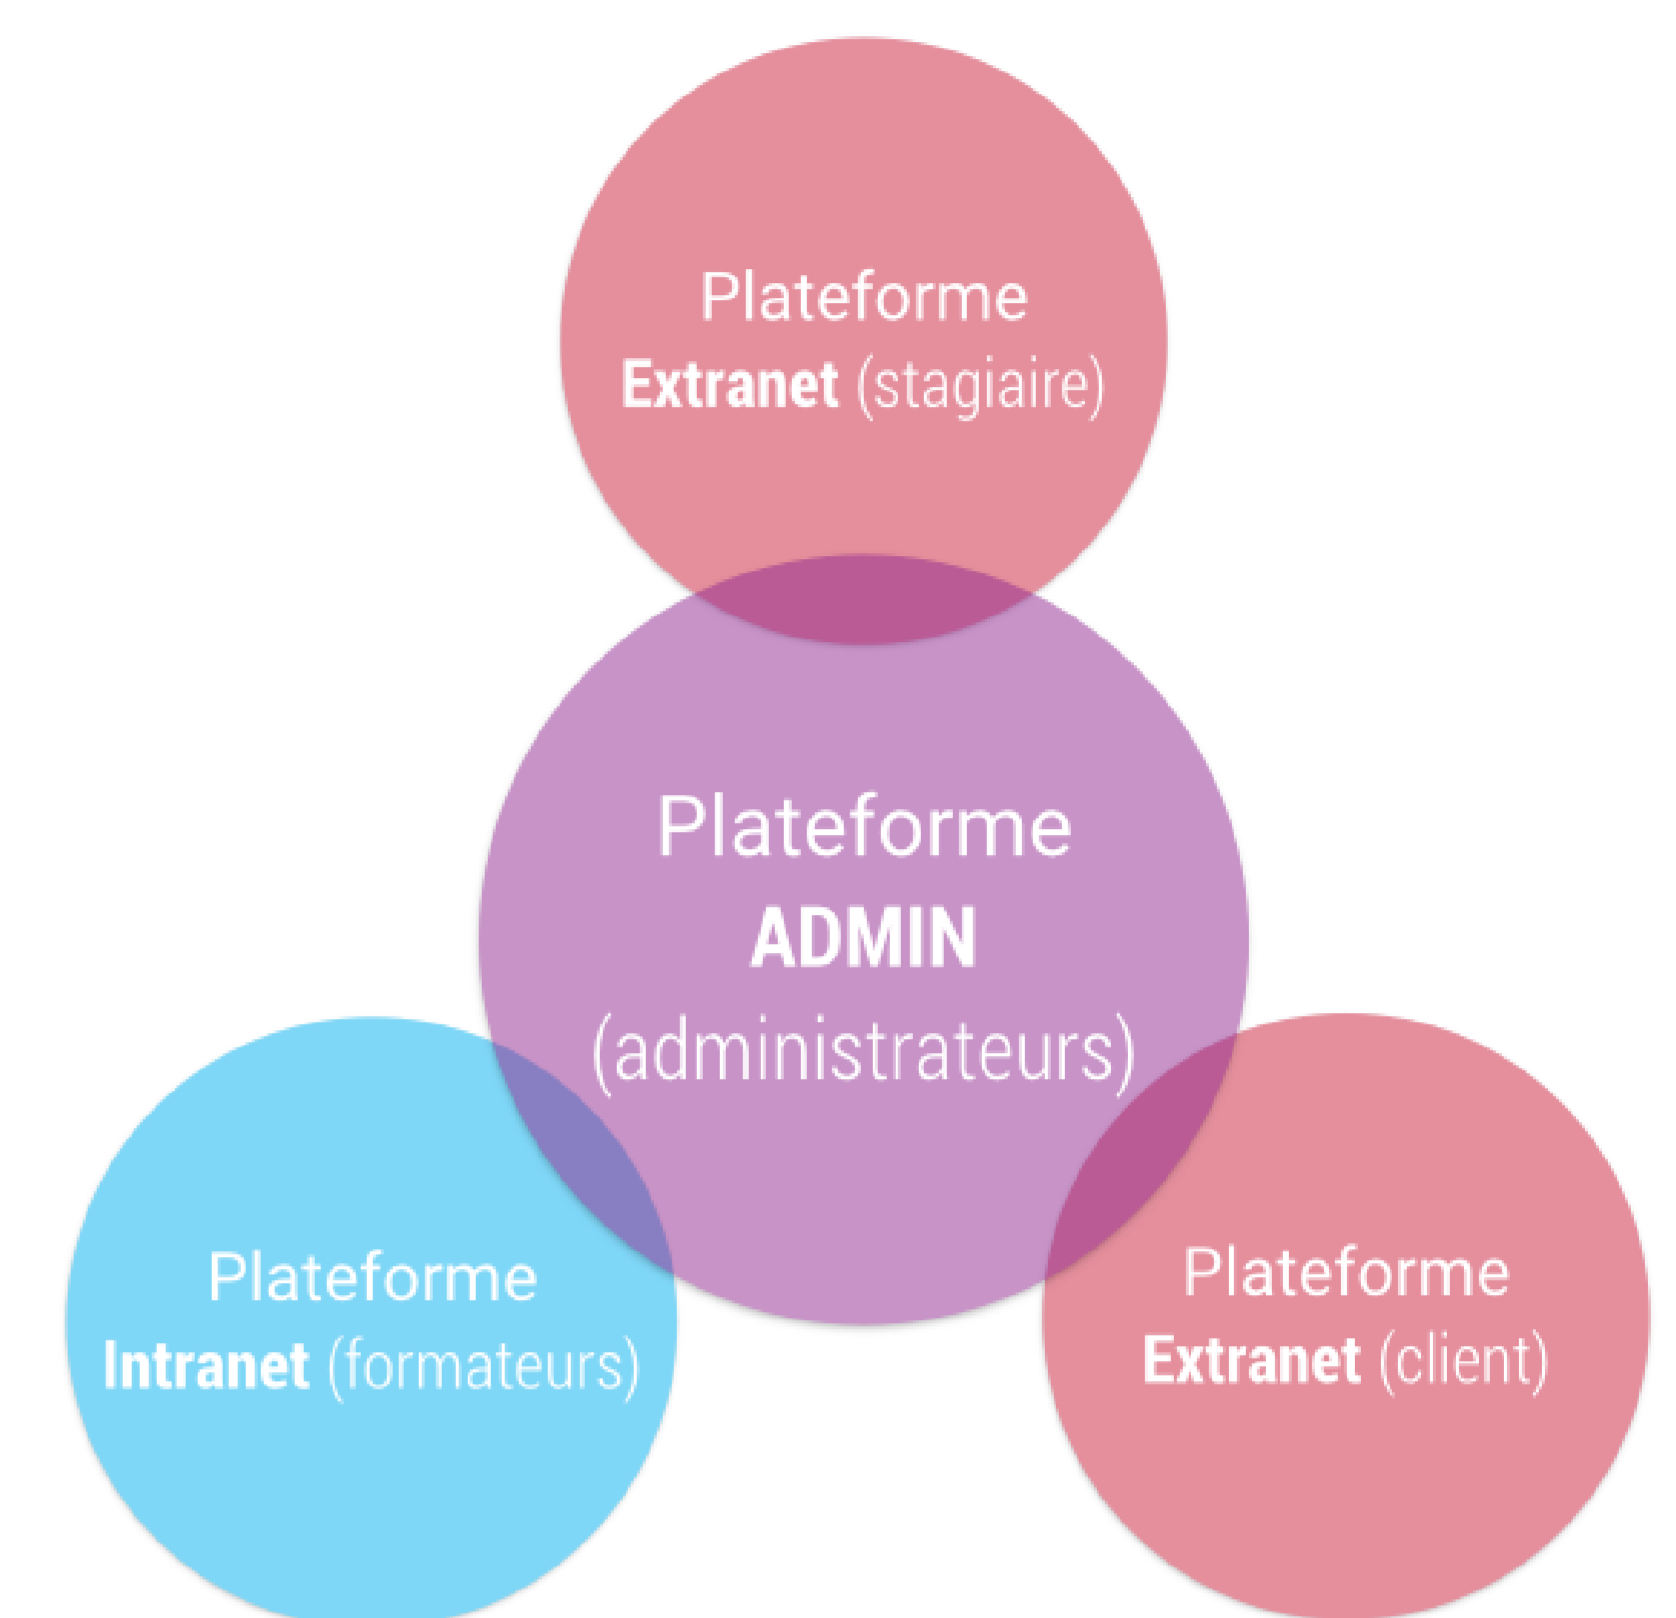 Plateforme
Extranet (stagiaire)
Plateforme
ADMIN
(administrateurs)
Plateforme
Intranet (formateurs)
Plateforme
Extranet (client)